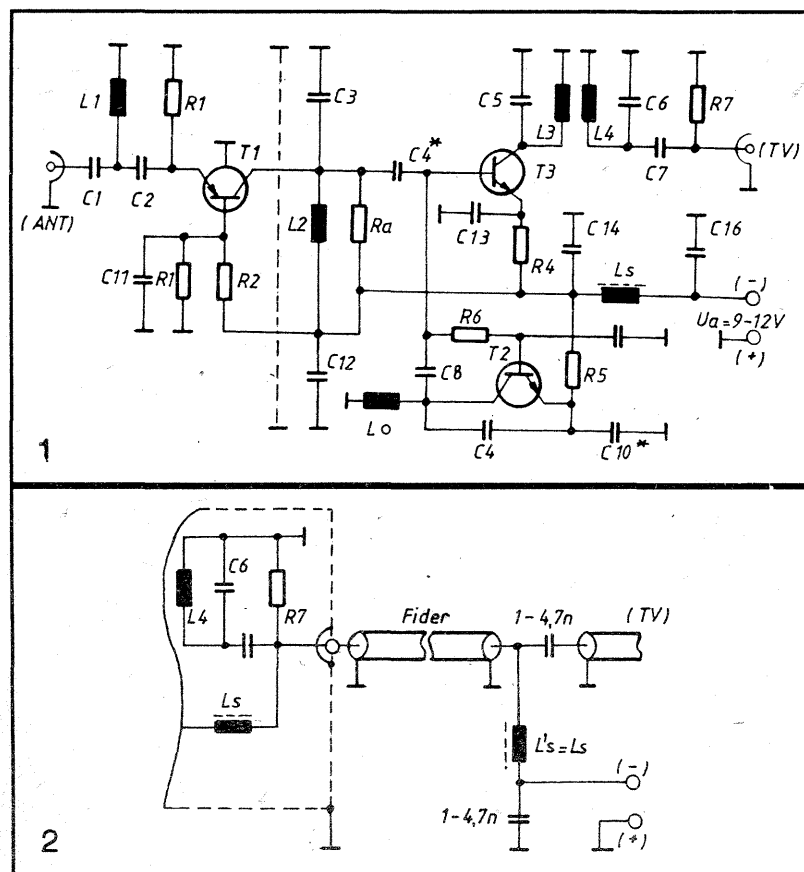 L1
R1
C3
C5
L3
L4
C6
R7
T1
C4*
T3
C7
(TV)
C1
C2
(ANT)
L2
Ra
C13
R4
C14
C16
Ls
(-)
Ua=9-12V
(+)
C11
R1
R2
R6
T2
C8
R5
C12
Lo
C4
C10*
1
C6
L4
R7
Fider
1-4,7n
(TV)
Ls
L's=Ls
(-)
1-4,7n
(+)
2